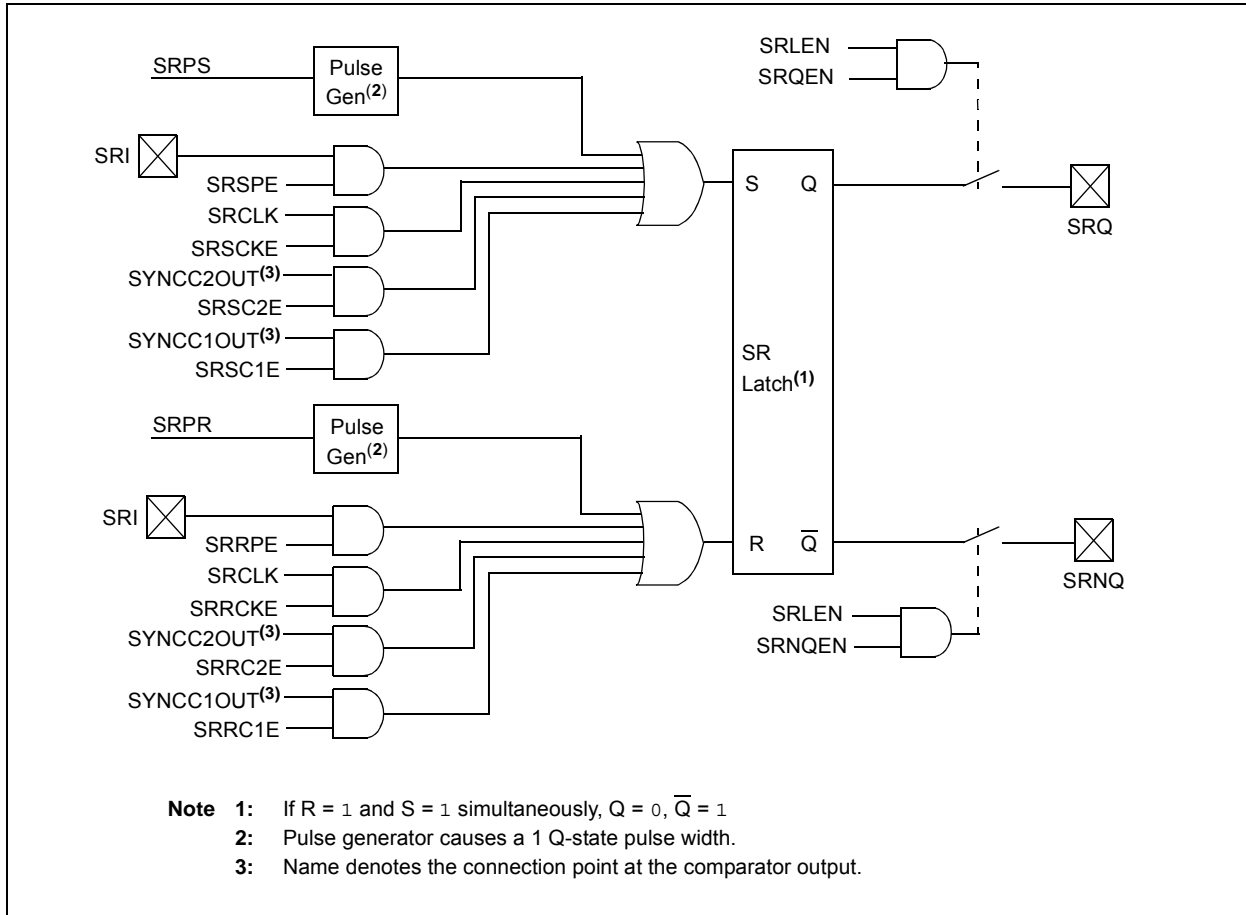 SRPS
Pulse
Gen(2)
SRI
SRSPE
SRCLK
SRSCKE
SYNCC2OUT(3)
SRSC2E
SYNCC1OUT(3)
SRSC1E
SRLEN
SRQEN
S Q
SRQ
SR
Latch(1)
SRPR
Pulse
Gen(2)
SRI
SRRPE
SRCLK
SRRCKE
SYNCC2OUT(3)
SRRC2E
SYNCC1OUT(3)
SRRC1E
R Q̅
SRNQ
SRLEN
SRNQEN
Note 1: If R = 1 and S = 1 simultaneously, Q = 0, Q̅ = 1
2: Pulse generator causes a 1 Q-state pulse width.
3: Name denotes the connection point at the comparator output.